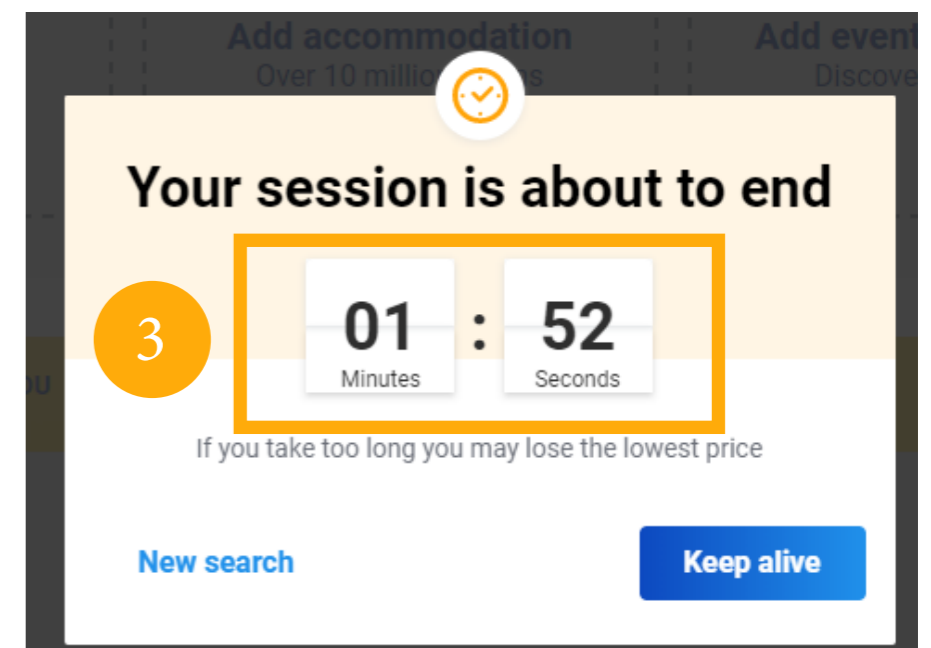 Add accommodation
Add event
Over 10 millio
s
Discove
Your session is about to end
3
01 : 52
Minutes Seconds
ou
If you take too long you may lose the lowest price
New search
Keep alive